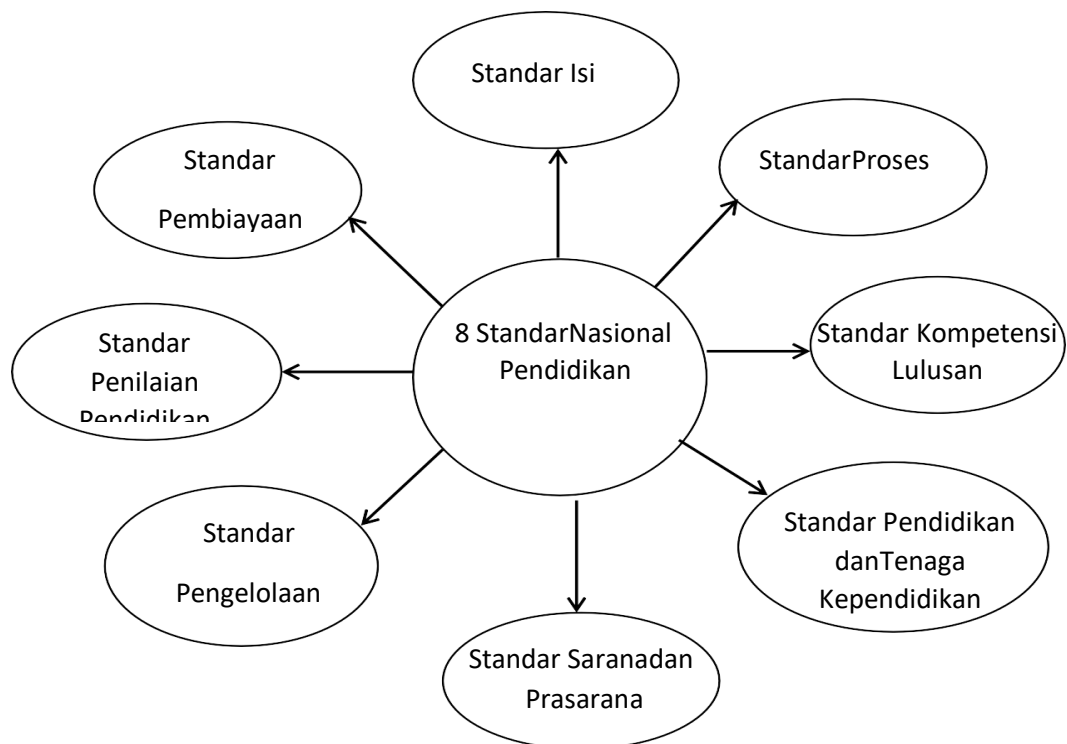 Standar Isi
StandarProses
Standar
Pembiayaan
8 StandarNasional
Pendidikan
Standar Kompetensi
Lulusan
Standar
Penilaian
Pendidikan
Standar Pendidikan
danTenaga
Kependidikan
Standar
Pengelolaan
Standar Saranadan
Prasarana